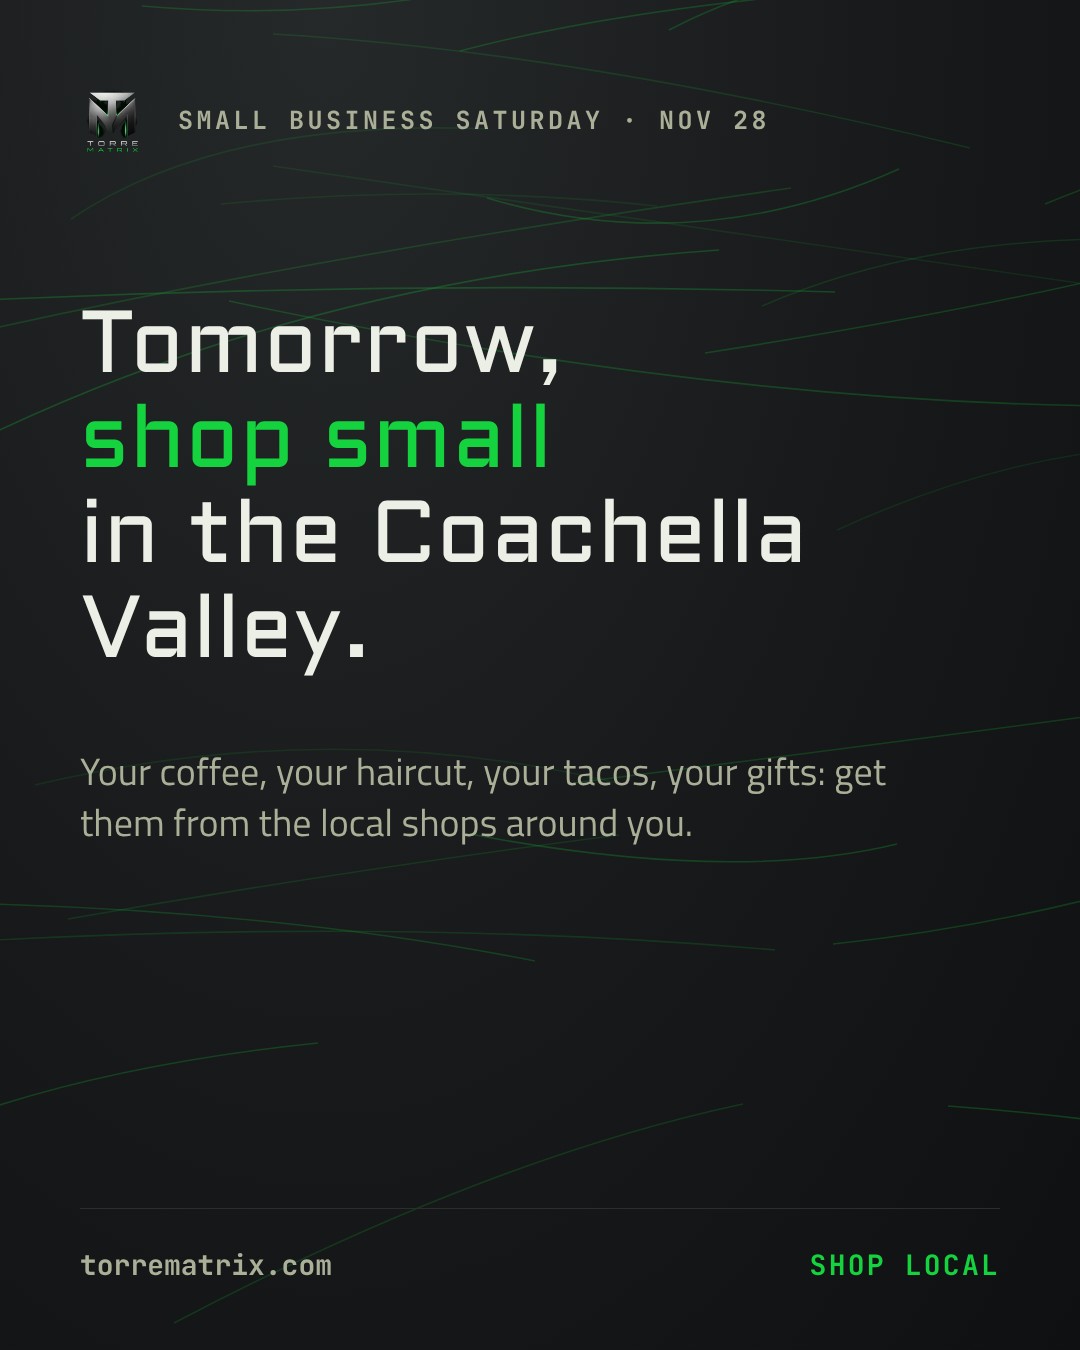 TORRE
MATRIX
SMALL BUSINESS SATURDAY · NOV 28
Tomorrow,
shop small
in the Coachella
Valley.
Your coffee, your haircut, your tacos, your gifts: get
them from the local shops around you.
torrematrix.com
SHOP LOCAL